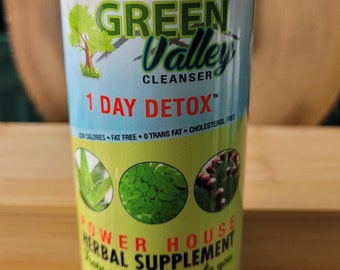 GREEN
Valley
CLEANSER
1 DAY DETOX™
LOW CALORIES • FAT FREE • 0 TRANS FAT • CHOLESTEROL FREE
POWER HOUSE
HERBAL SUPPLEMENT